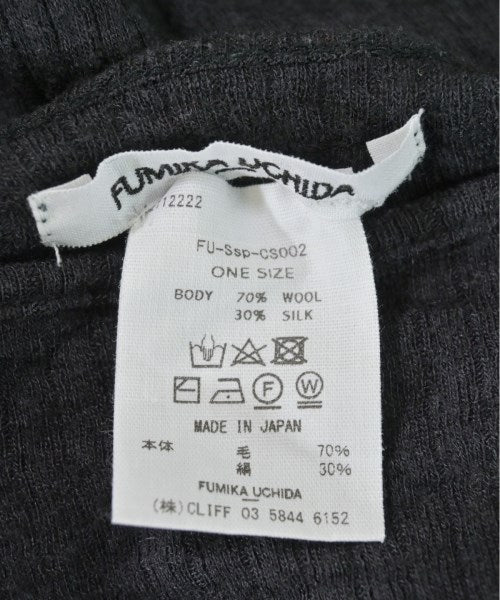 FUMIKA UCHIDA
12222
FU-Ssp-CS002
ONE SIZE
BODY 70% WOOL
30% SILK
F W
MADE IN JAPAN
本体 毛 70%
絹 30%
FUMIKA UCHIDA
(株)CLIFF 03 5844 6152